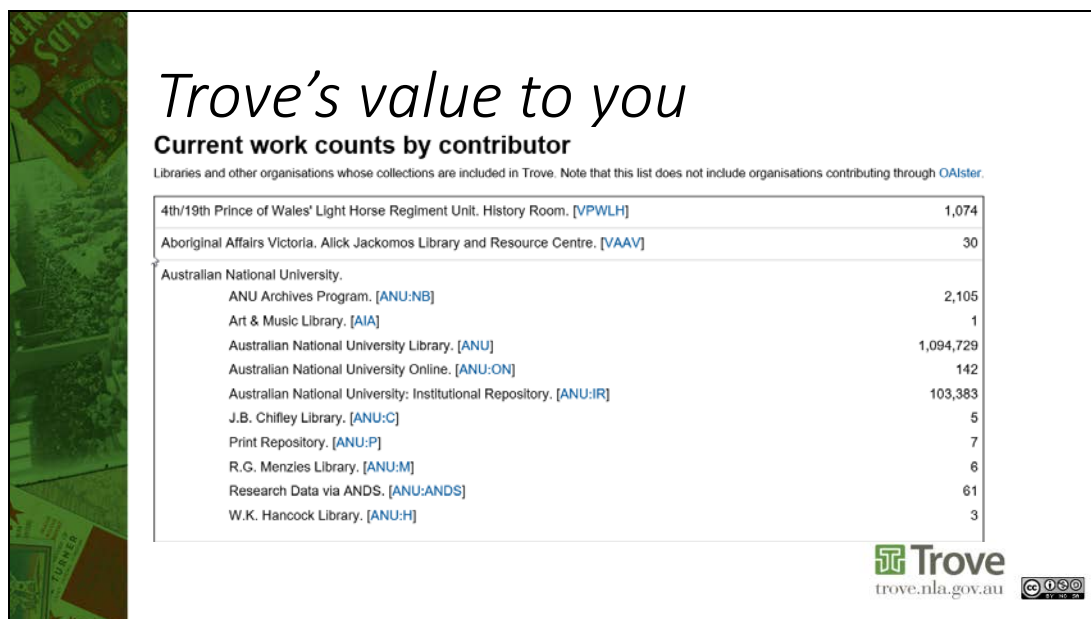 Trove’s value to you
Current work counts by contributor
Libraries and other organisations whose collections are included in Trove. Note that this list does not include organisations contributing through OAIster.
4th/19th Prince of Wales' Light Horse Regiment Unit. History Room. [VPWLH] 1,074
Aboriginal Affairs Victoria. Alick Jackomos Library and Resource Centre. [VAAV] 30
Australian National University.
ANU Archives Program. [ANU:NB] 2,105
Art & Music Library. [AIA] 1
Australian National University Library. [ANU] 1,094,729
Australian National University Online. [ANU:ON] 142
Australian National University: Institutional Repository. [ANU:IR] 103,383
J.B. Chifley Library. [ANU:C] 5
Print Repository. [ANU:P] 7
R.G. Menzies Library. [ANU:M] 6
Research Data via ANDS. [ANU:ANDS] 61
W.K. Hancock Library. [ANU:H] 3
Trove
trove.nla.gov.au
cc
BY NC SA
TURNER